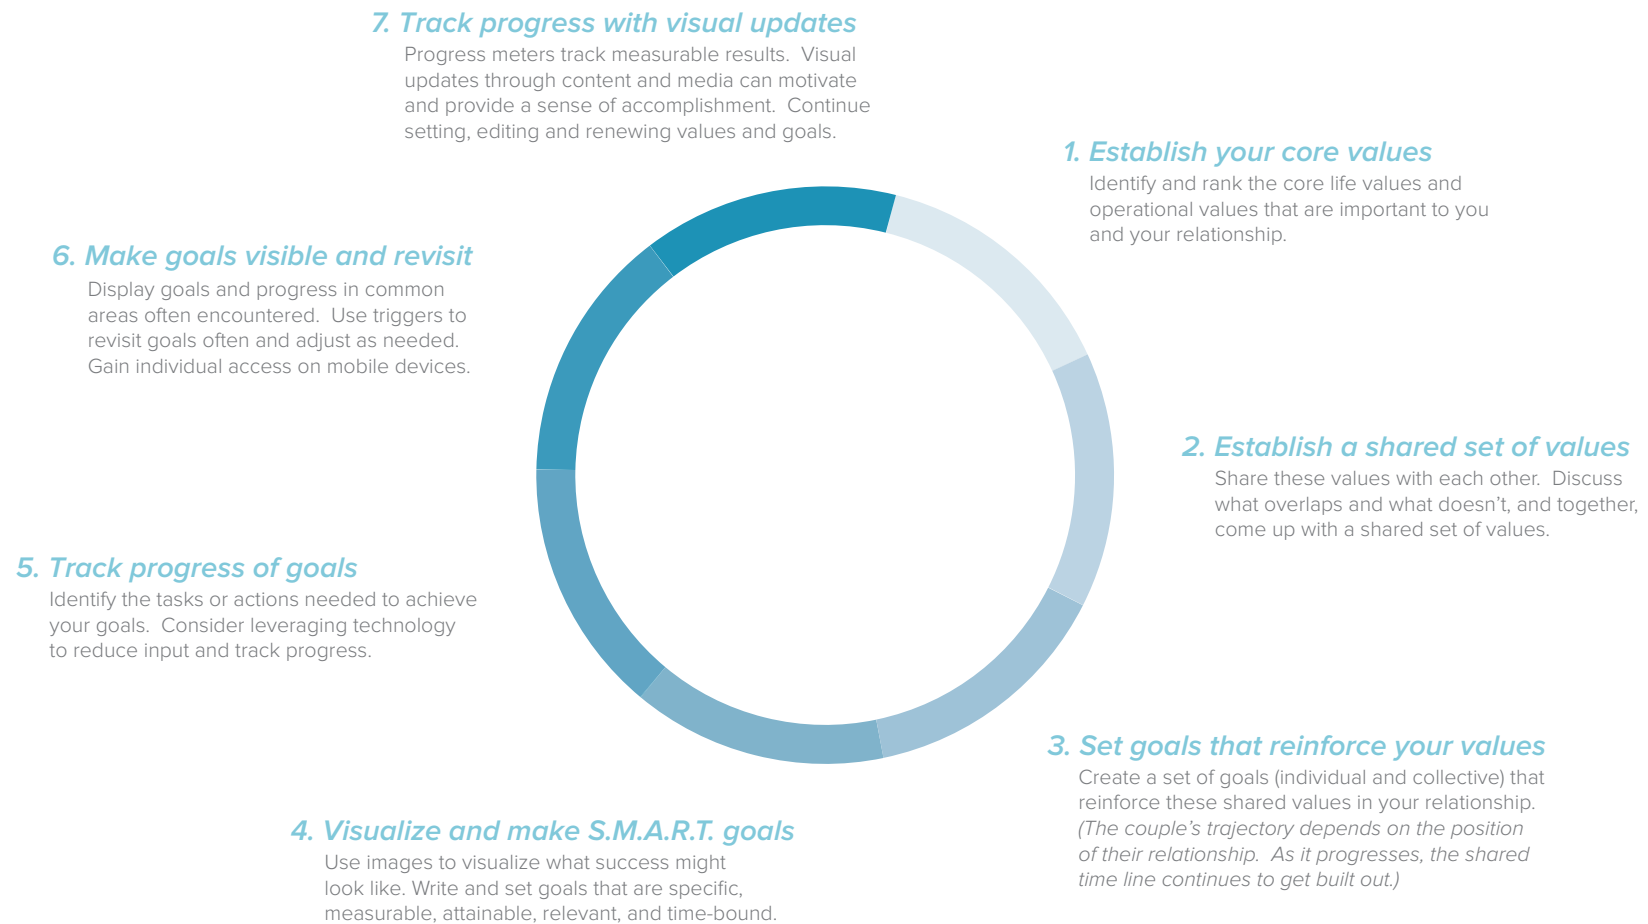 7. Track progress with visual updates
Progress meters track measurable results.  Visual
updates through content and media can motivate
and provide a sense of accomplishment.  Continue
setting, editing and renewing values and goals.
1. Establish your core values
Identify and rank the core life values and
operational values that are important to you
and your relationship.
6. Make goals visible and revisit
Display goals and progress in common
areas often encountered.  Use triggers to
revisit goals often and adjust as needed.
Gain individual access on mobile devices.
2. Establish a shared set of values
Share these values with each other.  Discuss
what overlaps and what doesn’t, and together,
come up with a shared set of values.
5. Track progress of goals
Identify the tasks or actions needed to achieve
your goals.  Consider leveraging technology
to reduce input and track progress.
3. Set goals that reinforce your values
Create a set of goals (individual and collective) that
reinforce these shared values in your relationship.
(The couple’s trajectory depends on the position
of their relationship.  As it progresses, the shared
time line continues to get built out.)
4. Visualize and make S.M.A.R.T. goals
Use images to visualize what success might
look like. Write and set goals that are specific,
measurable, attainable, relevant, and time-bound.